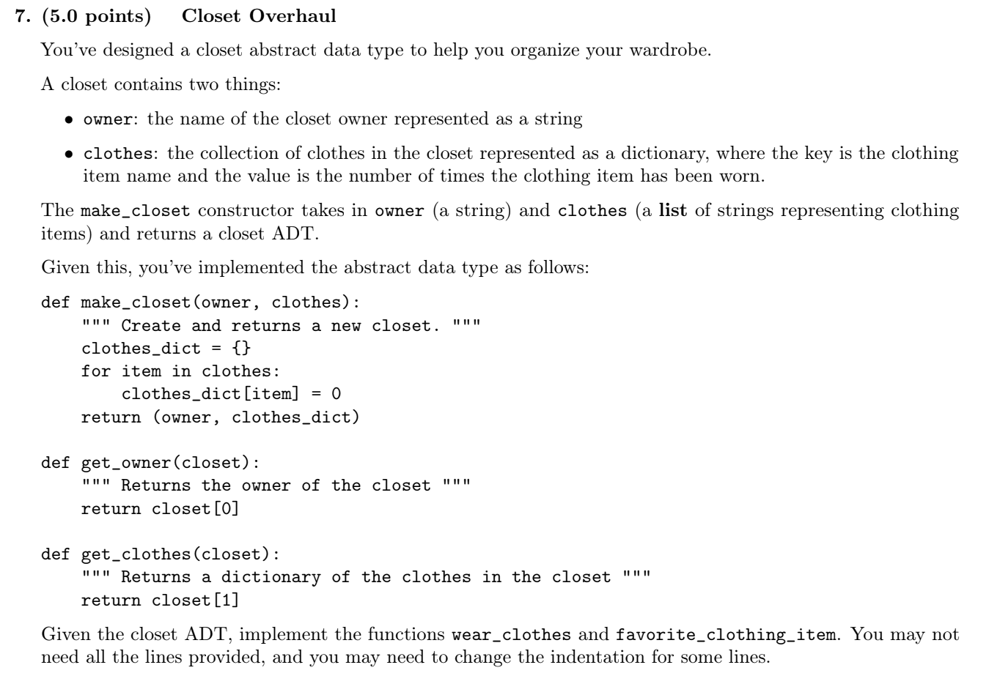 7. (5.0 points) Closet Overhaul
You've designed a closet abstract data type to help you organize your wardrobe.
A closet contains two things:
• owner: the name of the closet owner represented as a string
• clothes: the collection of clothes in the closet represented as a dictionary, where the key is the clothing
item name and the value is the number of times the clothing item has been worn.
The make_closet constructor takes in owner (a string) and clothes (a list of strings representing clothing
items) and returns a closet ADT.
Given this, you've implemented the abstract data type as follows:
def make_closet(owner, clothes):
    """ Create and returns a new closet. """
    clothes_dict = {}
    for item in clothes:
        clothes_dict[item] = 0
    return (owner, clothes_dict)

def get_owner(closet):
    """ Returns the owner of the closet """
    return closet[0]

def get_clothes(closet):
    """ Returns a dictionary of the clothes in the closet """
    return closet[1]
Given the closet ADT, implement the functions wear_clothes and favorite_clothing_item. You may not
need all the lines provided, and you may need to change the indentation for some lines.